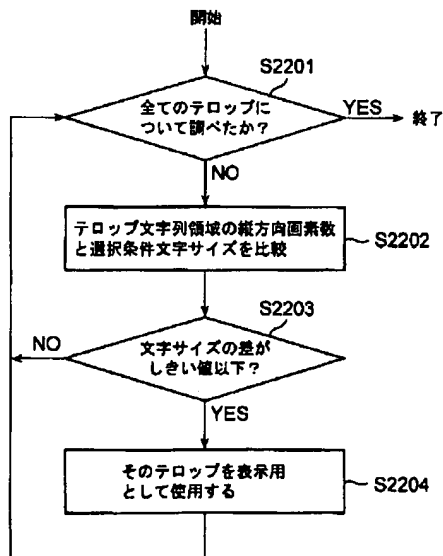 開始
S2201
全てのテロップに
ついて調べたか?
YES
終了
NO
テロップ文字列領域の縦方向画素数
と選択条件文字サイズを比較
S2202
S2203
NO
文字サイズの差が
しきい値以下?
YES
そのテロップを表示用
として使用する
S2204